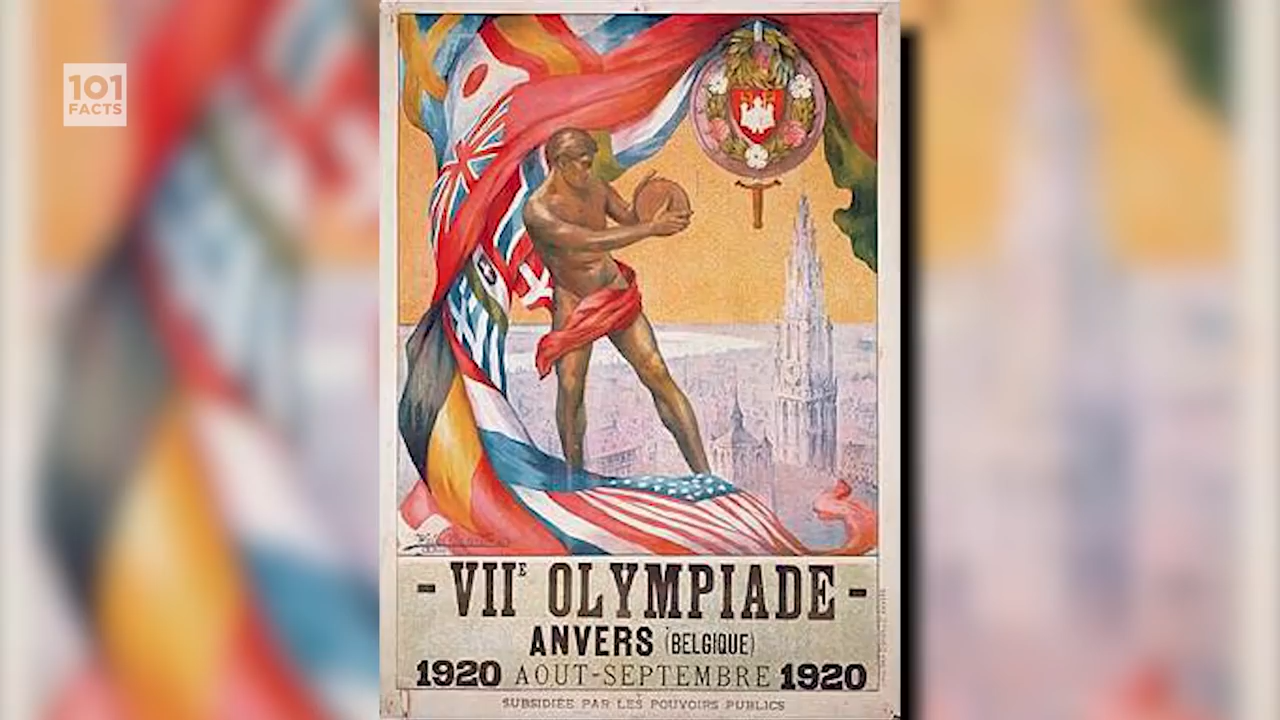 101
FACTS
- VIIᴱ OLYMPIADE -
ANVERS (BELGIQUE)
1920 AOUT-SEPTEMBRE 1920
SUBSIDIÉE PAR LES POUVOIRS PUBLICS